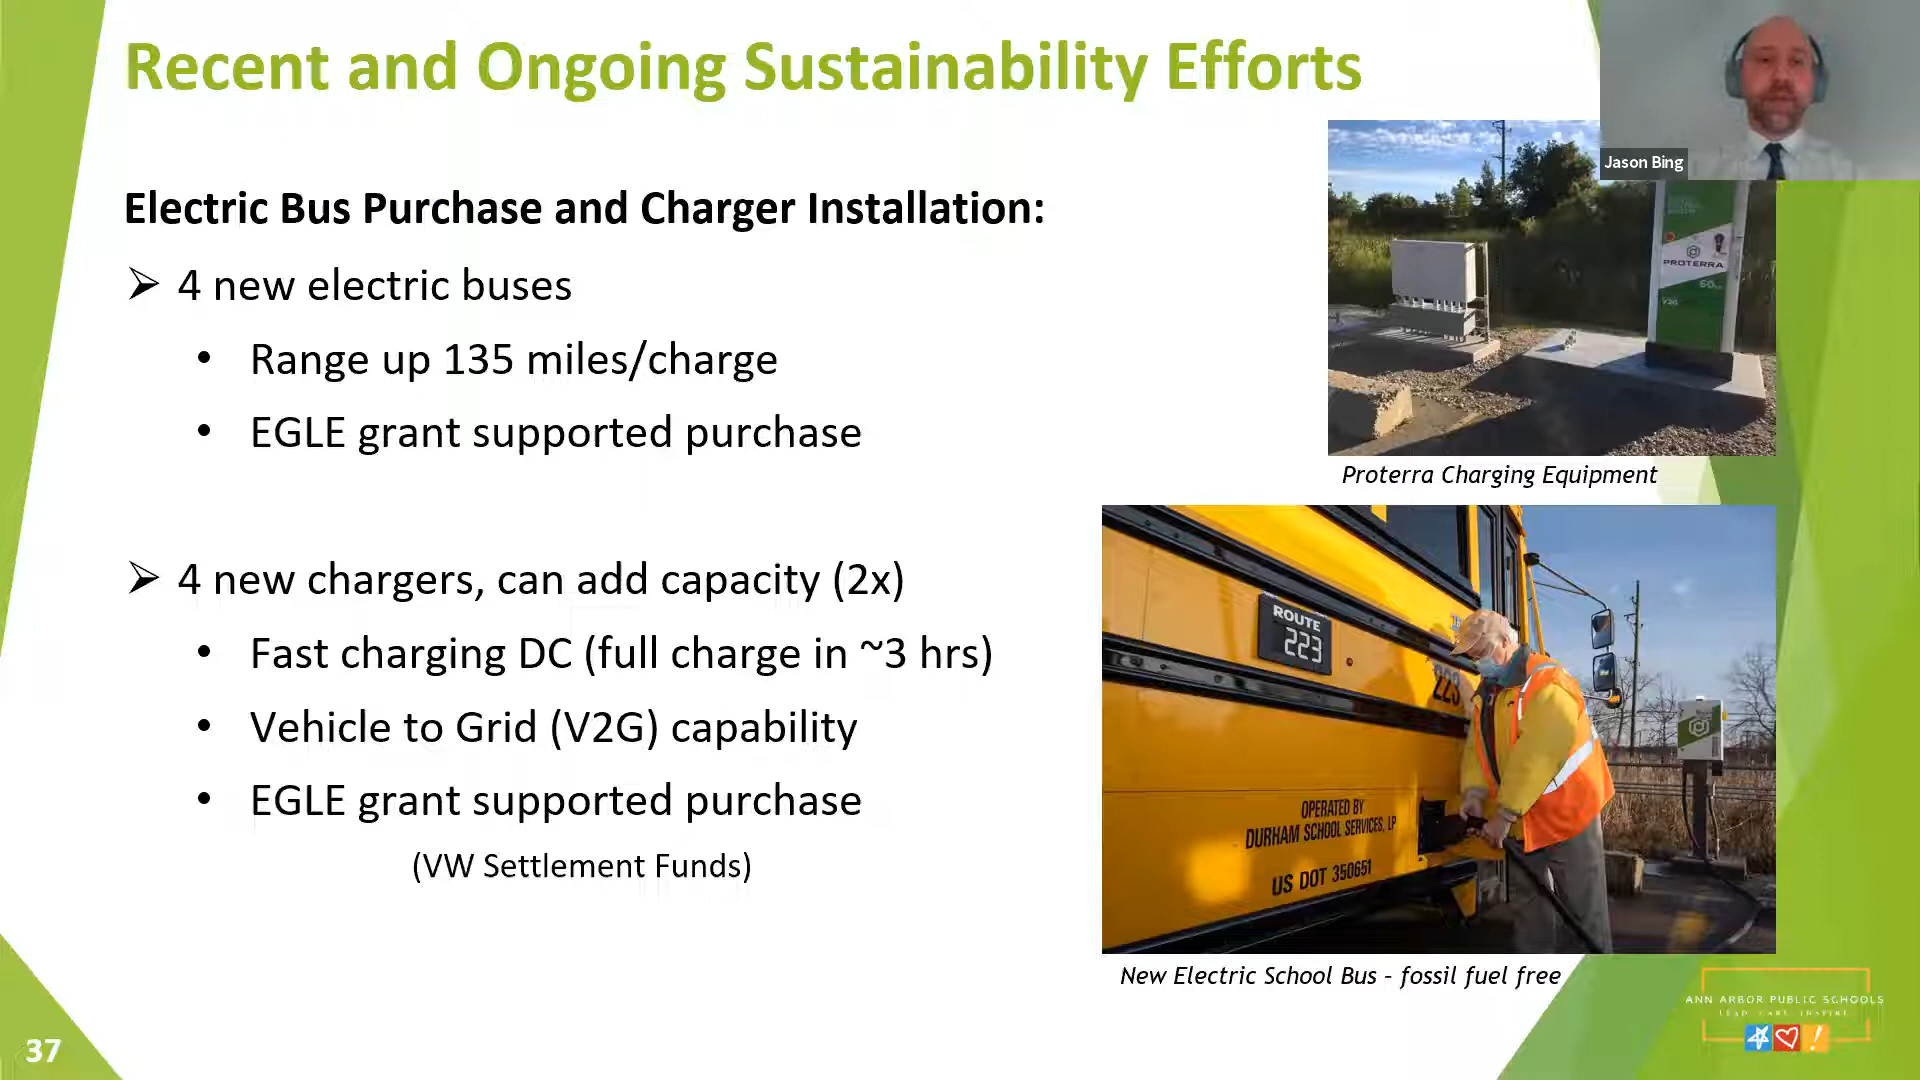 Recent and Ongoing Sustainability Efforts
Jason Bing
Electric Bus Purchase and Charger Installation:
➢ 4 new electric buses
• Range up 135 miles/charge
• EGLE grant supported purchase
➢ 4 new chargers, can add capacity (2x)
• Fast charging DC (full charge in ~3 hrs)
• Vehicle to Grid (V2G) capability
• EGLE grant supported purchase
(VW Settlement Funds)
PROTERRA
Proterra Charging Equipment
ROUTE
223
223
OPERATED BY
DURHAM SCHOOL SERVICES, LP
US DOT 350651
New Electric School Bus – fossil fuel free
ANN ARBOR PUBLIC SCHOOLS
LEAD CARE INSPIRE
37